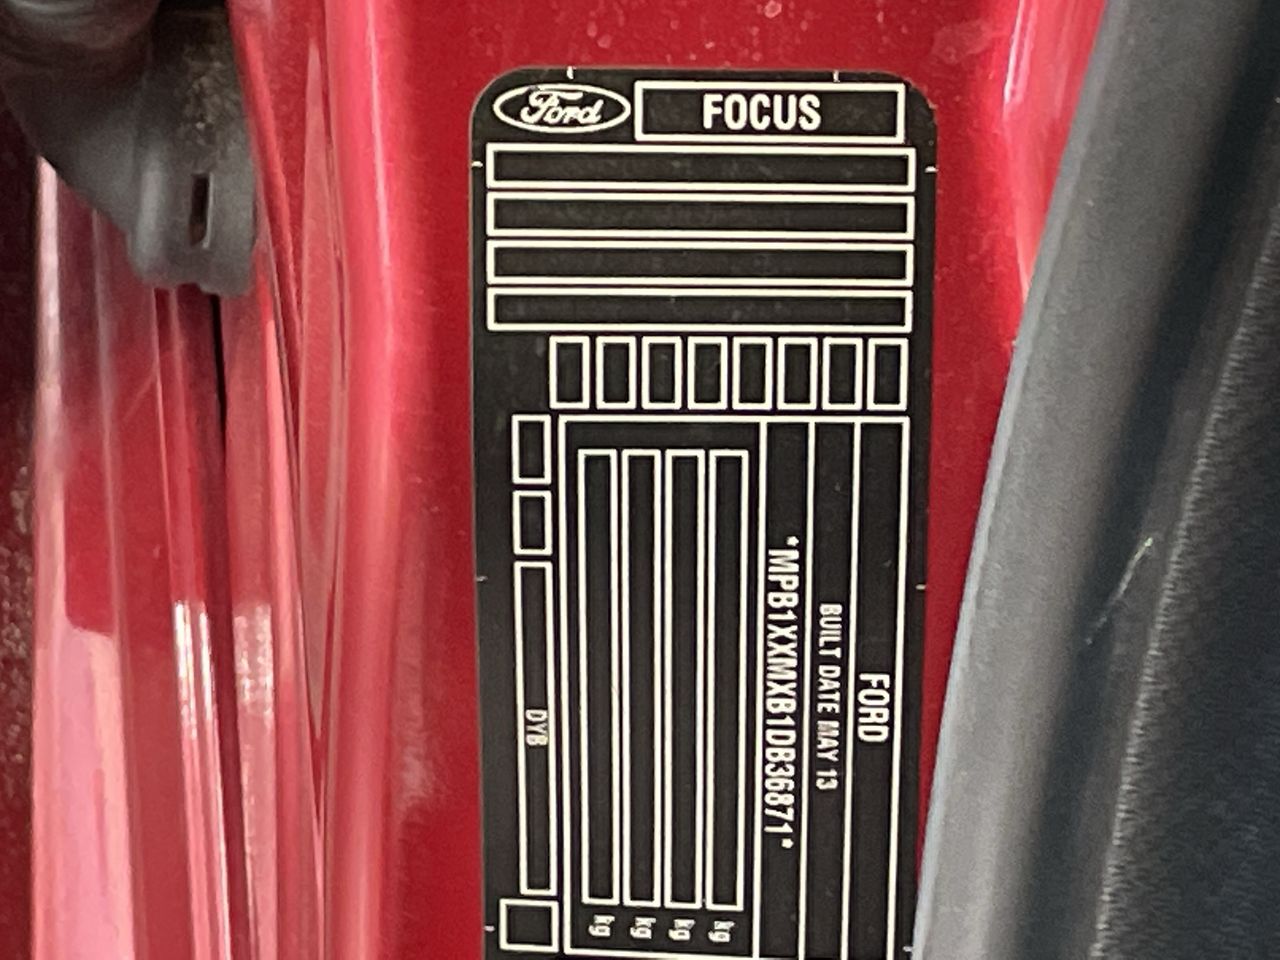 Ford
FOCUS
FORD
BUILT DATE MAY 13
*MPB1XXMXB1DB36871*
kg
kg
kg
kg
DYB